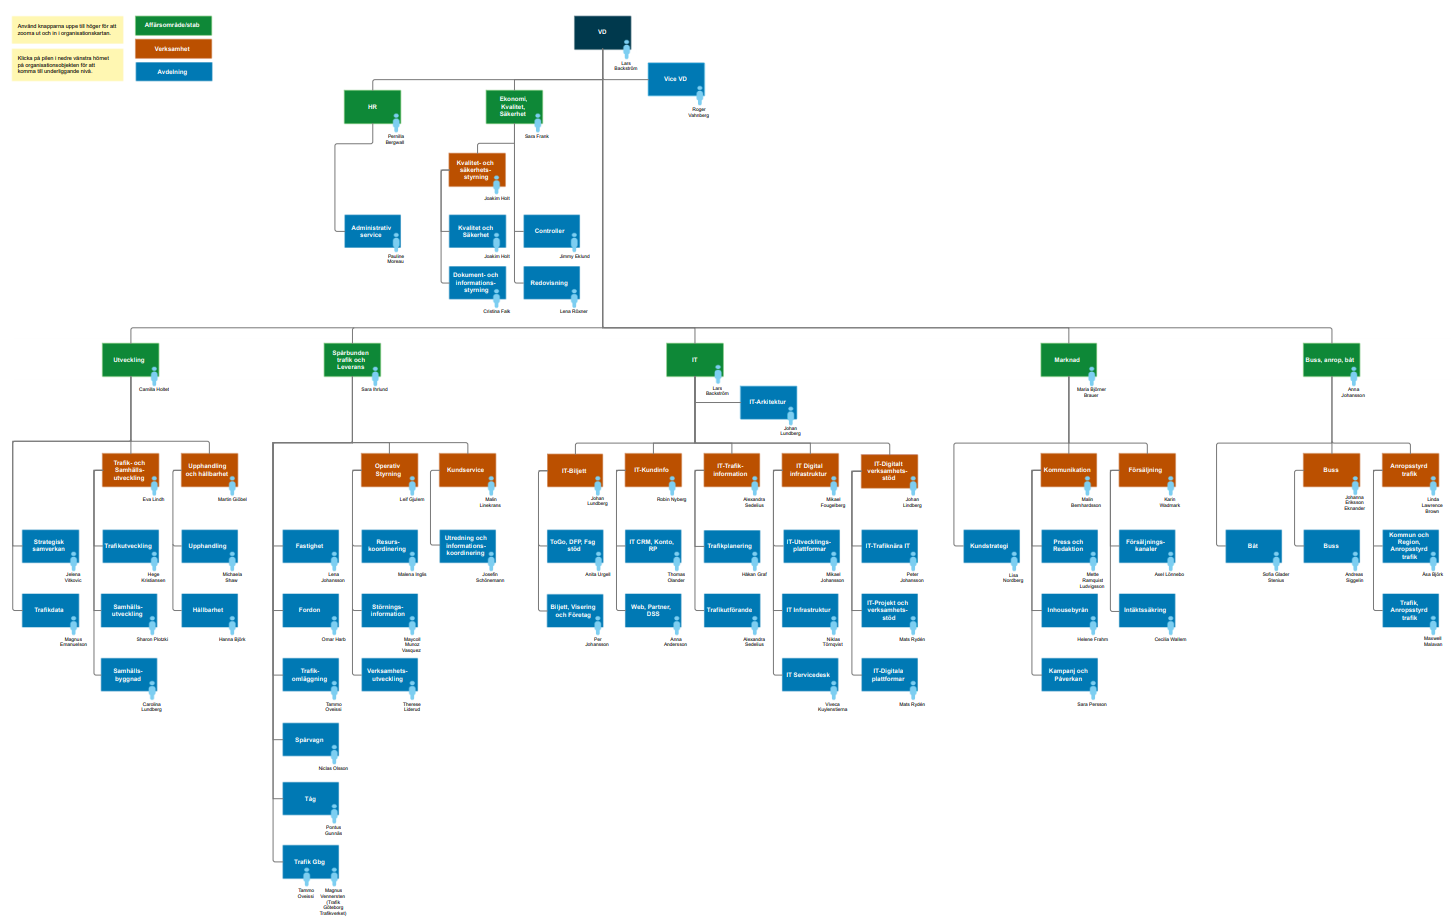 Använd knapparna uppe till höger för att
zooma ut och in i organisationskartan.
Klicka på pilen i nedre vänstra hörnet
på organisationsobjekten för att
komma till underliggande nivå.
Affärsområde/stab
Verksamhet
Avdelning
VD
Lars
Backström
Vice VD
Roger
Vahnberg
HR
Pernilla
Bergwall
Ekonomi,
Kvalitet,
Säkerhet
Sara Frank
Kvalitet- och
säkerhets-
styrning
Joakim Holt
Administrativ
service
Pauline
Moreau
Kvalitet och
Säkerhet
Joakim Holt
Controller
Jimmy Eklund
Dokument- och
informations-
styrning
Cristina Falk
Redovisning
Lena Röxner
Utveckling
Camilla Holtet
Spårbunden
trafik och
Leverans
Sara Ihrlund
IT
Lars
Backström
IT-Arkitektur
Johan
Lundberg
Marknad
Maria Björner
Brauer
Buss, anrop, båt
Anna
Johansson
Trafik- och
Samhälls-
utveckling
Eva Lindh
Upphandling
och hållbarhet
Martin Glöbel
Operativ
Styrning
Leif Gjulem
Kundservice
Malin
Linekrans
IT-Biljett
Johan
Lundberg
IT-Kundinfo
Robin Nyberg
IT-Trafik-
information
Alexandra
Sedelius
IT Digital
infrastruktur
Mikael
Fougelberg
IT-Digitalt
verksamhets-
stöd
Johan
Lindberg
Kommunikation
Malin
Bernhardsson
Försäljning
Karin
Wastmark
Buss
Johanna
Eriksson
Eknander
Anropsstyrd
trafik
Linda
Lawrence
Brown
Strategisk
samverkan
Jelena
Vitkovic
Trafikutveckling
Hege
Kristiansen
Upphandling
Michaela
Shaw
Fastighet
Lena
Johansson
Resurs-
koordinering
Malena Inglis
Utredning och
informations-
koordinering
Josefin
Schönemann
ToGo, DFP, Fsg
stöd
Anita Urgell
IT CRM, Konto,
RP
Thomas
Olander
Trafikplanering
Håkan Graf
IT-Utvecklings-
plattformar
Mikael
Johansson
IT-Trafiknära IT
Peter
Johansson
Kundstrategi
Lisa
Nordberg
Press och
Redaktion
Mette
Ramquist
Ludvigsson
Försäljnings-
kanaler
Axel Lönnebo
Båt
Sofia Glader
Stenius
Buss
Andreas
Siggelin
Kommun och
Region,
Anropsstyrd
trafik
Åsa Björk
Trafikdata
Magnus
Emanuelson
Samhälls-
utveckling
Sharon Plotzki
Hållbarhet
Hanna Björk
Fordon
Omar Harb
Störnings-
information
Maycoll
Munoz
Vasquez
Biljett, Visering
och Företag
Per
Johansson
Web, Partner,
DSS
Anna
Andersson
Trafikutförande
Alexandra
Sedelius
IT Infrastruktur
Niklas
Törnqvist
IT-Projekt och
verksamhets-
stöd
Mats Rydén
Inhousebyrån
Helene Frahm
Intäktssäkring
Cecilia Wallem
Trafik,
Anropsstyrd
trafik
Maxwell
Malavan
Samhälls-
byggnad
Carolina
Lundberg
Trafik-
omläggning
Tammo
Oveissi
Verksamhets-
utveckling
Therese
Liderud
IT Servicedesk
Viveca
Kuylenstierna
IT-Digitala
plattformar
Mats Rydén
Kampanj och
Påverkan
Sara Persson
Spårvagn
Niclas Olsson
Tåg
Pontus
Gunnäs
Trafik Gbg
Tammo
Oveissi
Magnus
Vennersten
(Trafik
Göteborg
Trafikverket)